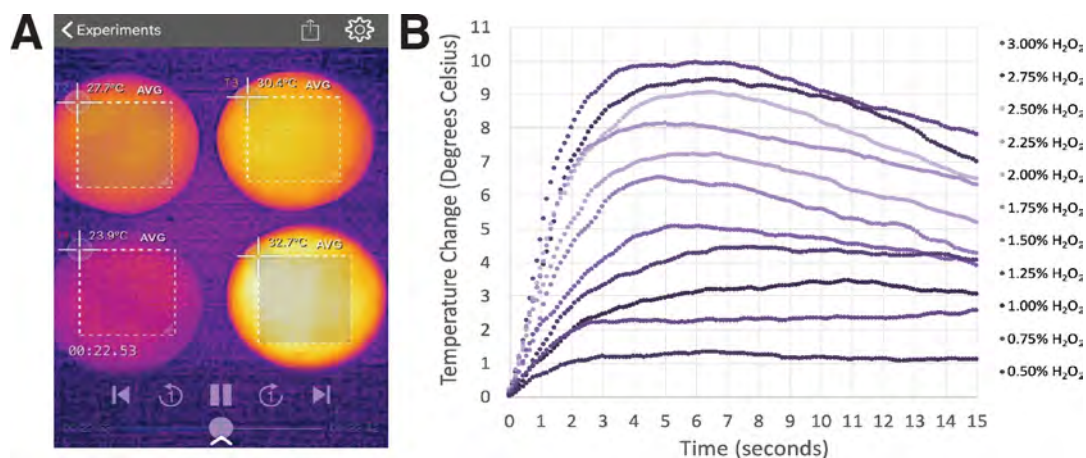 A
Experiments
27.7°C AVG
T3 30.4°C AVG
23.9°C AVG
32.7°C AVG
00:22.53
1
1
B
Temperature Change (Degrees Celsius)
11
10
9
8
7
6
5
4
3
2
1
0
0 1 2 3 4 5 6 7 8 9 10 11 12 13 14 15
Time (seconds)
3.00% H₂O₂
2.75% H₂O₂
2.50% H₂O₂
2.25% H₂O₂
2.00% H₂O₂
1.75% H₂O₂
1.50% H₂O₂
1.25% H₂O₂
1.00% H₂O₂
0.75% H₂O₂
0.50% H₂O₂